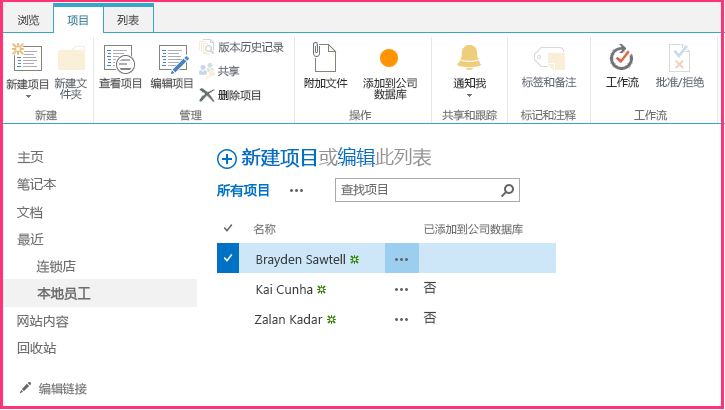 浏览 项目 列表
新建项目 新建文件夹 查看项目 编辑项目 版本历史记录 共享 删除项目 附加文件 添加到公司数据库 通知我 标签和备注 工作流 批准/拒绝
新建 管理 操作 共享和跟踪 标记和注释 工作流
主页
笔记本
文档
最近
连锁店
本地员工
网站内容
回收站
编辑链接
新建项目或编辑此列表
所有项目 ... 查找项目
名称 已添加到公司数据库
Brayden Sawtell ...
Kai Cunha ... 否
Zalan Kadar ... 否